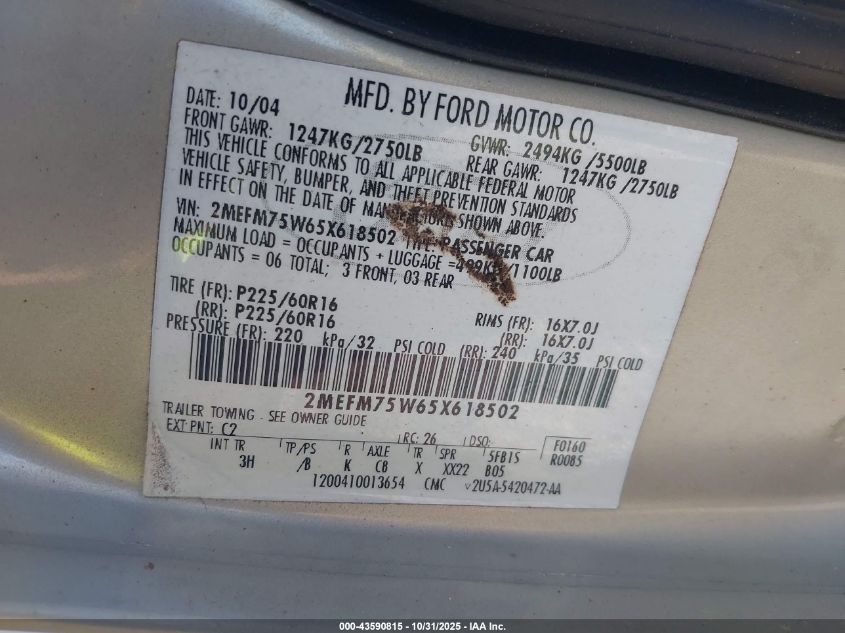 MFD. BY FORD MOTOR CO.
DATE: 10/04
GVWR: 2494KG /5500LB
FRONT GAWR: 1247KG/2750LB
REAR GAWR: 1247KG /2750LB
THIS VEHICLE CONFORMS TO ALL APPLICABLE FEDERAL MOTOR
VEHICLE SAFETY, BUMPER, AND THEFT PREVENTION STANDARDS
IN EFFECT ON THE DATE OF MANUFACTURE SHOWN ABOVE.
VIN: 2MEFM75W65X618502 TYPE: PASSENGER CAR
MAXIMUM LOAD = OCCUPANTS + LUGGAGE =499KG/1100LB
OCCUPANTS = 06 TOTAL; 3 FRONT, 03 REAR
TIRE (FR): P225/60R16 RIMS (FR): 16X7.0J
(RR): P225/60R16 (RR): 16X7.0J
PRESSURE (FR): 220 kPa/32 PSI COLD (RR): 240 kPa/35 PSI COLD
2MEFM75W65X618502
TRAILER TOWING - SEE OWNER GUIDE
EXT PNT: C2 RC: 26 DSO: F0160
INT TR TP/PS R AXLE TR SPR 5FB15 R0085
3H /B K C8 X XX22 B05
1200410013654 CMC v2U5A-5420472-AA
000-43590815 - 10/31/2025 - IAA Inc.